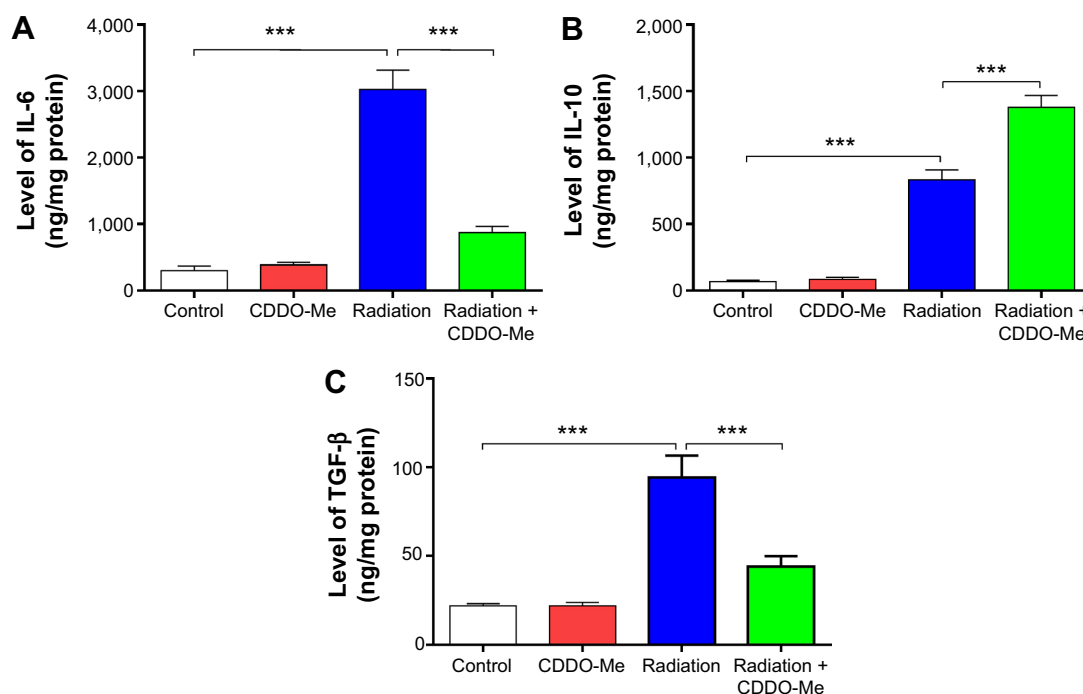 A
Level of IL-6
(ng/mg protein)
4,000
3,000
2,000
1,000
0
***
***
Control
CDDO-Me
Radiation
Radiation +
CDDO-Me
B
Level of IL-10
(ng/mg protein)
2,000
1,500
1,000
500
0
***
***
Control
CDDO-Me
Radiation
Radiation +
CDDO-Me
C
Level of TGF-β
(ng/mg protein)
150
100
50
0
***
***
Control
CDDO-Me
Radiation
Radiation +
CDDO-Me